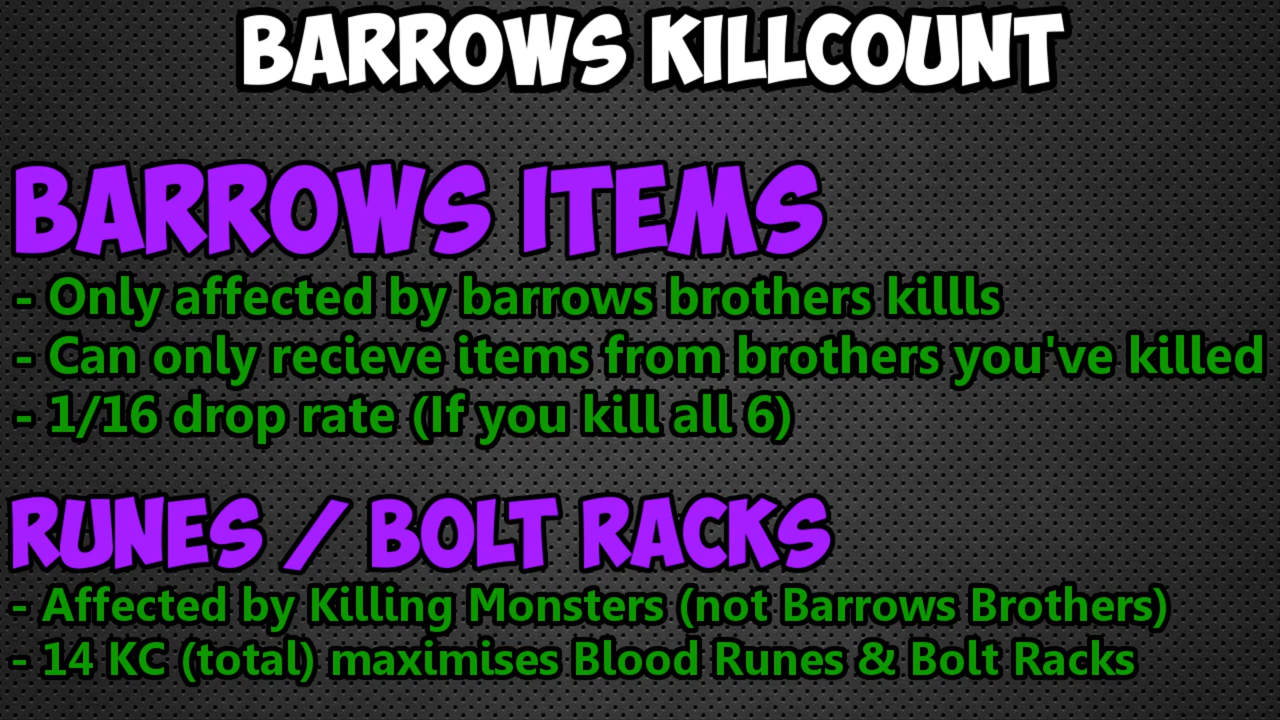 BARROWS KILLCOUNT
BARROWS ITEMS
- Only affected by barrows brothers killls
- Can only recieve items from brothers you've killed
- 1/16 drop rate (If you kill all 6)
RUNES / BOLT RACKS
- Affected by Killing Monsters (not Barrows Brothers)
- 14 KC (total) maximises Blood Runes & Bolt Racks